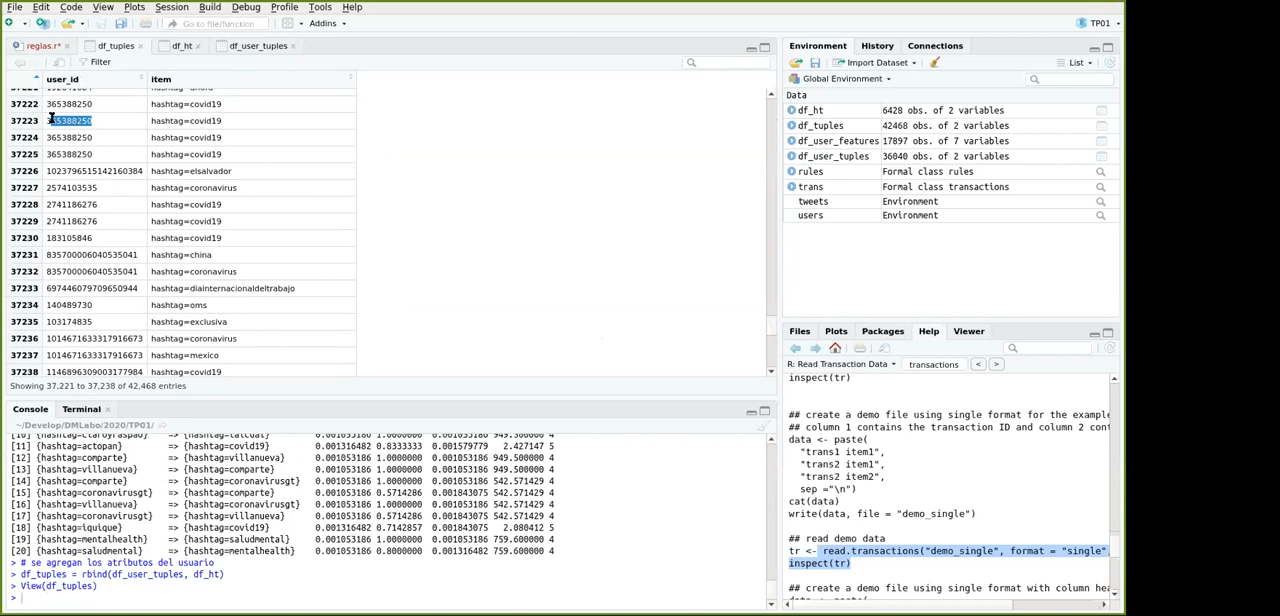 File Edit Code View Plots Session Build Debug Profile Tools Help
Go to file/function Addins TP01
reglas.r* df_tuples df_ht df_user_tuples
Filter
user_id item
37222 365388250 hashtag=covid19
37223 365388250 hashtag=covid19
37224 365388250 hashtag=covid19
37225 365388250 hashtag=covid19
37226 1023796515142160384 hashtag=elsalvador
37227 2574103535 hashtag=coronavirus
37228 2741186276 hashtag=covid19
37229 2741186276 hashtag=covid19
37230 183105846 hashtag=covid19
37231 835700006040535041 hashtag=china
37232 835700006040535041 hashtag=coronavirus
37233 697446079709650944 hashtag=diainternacionaldeltrabajo
37234 140489730 hashtag=oms
37235 103174835 hashtag=exclusiva
37236 1014671633317916673 hashtag=coronavirus
37237 1014671633317916673 hashtag=mexico
37238 1146896309003177984 hashtag=covid19
Showing 37,221 to 37,238 of 42,468 entries
Console Terminal
~/Develop/DMLabo/2020/TP01/
[11] {hashtag=actopan} => {hashtag=covid19} 0.001316482 0.8333333 0.001579779 2.427147 5
[12] {hashtag=comparte} => {hashtag=villanueva} 0.001053186 1.0000000 0.001053186 949.500000 4
[13] {hashtag=villanueva} => {hashtag=comparte} 0.001053186 1.0000000 0.001053186 949.500000 4
[14] {hashtag=comparte} => {hashtag=coronavirusgt} 0.001053186 1.0000000 0.001053186 542.571429 4
[15] {hashtag=coronavirusgt} => {hashtag=comparte} 0.001053186 0.5714286 0.001843075 542.571429 4
[16] {hashtag=villanueva} => {hashtag=coronavirusgt} 0.001053186 1.0000000 0.001053186 542.571429 4
[17] {hashtag=coronavirusgt} => {hashtag=villanueva} 0.001053186 0.5714286 0.001843075 542.571429 4
[18] {hashtag=iquique} => {hashtag=covid19} 0.001316482 0.7142857 0.001843075 2.080412 5
[19] {hashtag=mentalhealth} => {hashtag=saludmental} 0.001053186 1.0000000 0.001053186 759.600000 4
[20] {hashtag=saludmental} => {hashtag=mentalhealth} 0.001053186 0.8000000 0.001316482 759.600000 4
> # se agregan los atributos del usuario
> df_tuples = rbind(df_user_tuples, df_ht)
> View(df_tuples)
>
Environment History Connections
Import Dataset List
Global Environment
Data
df_ht 6428 obs. of 2 variables
df_tuples 42468 obs. of 2 variables
df_user_features 17897 obs. of 7 variables
df_user_tuples 36040 obs. of 2 variables
rules Formal class rules
trans Formal class transactions
tweets Environment
users Environment
Files Plots Packages Help Viewer
R: Read Transaction Data transactions < >
inspect(tr)
## create a demo file using single format for the example
## column 1 contains the transaction ID and column 2 cont
data <- paste(
"trans1 item1",
"trans2 item1",
"trans2 item2",
sep ="\n")
cat(data)
write(data, file = "demo_single")
## read demo data
tr <- read.transactions("demo_single", format = "single",
inspect(tr)
## create a demo file using single format with column hea